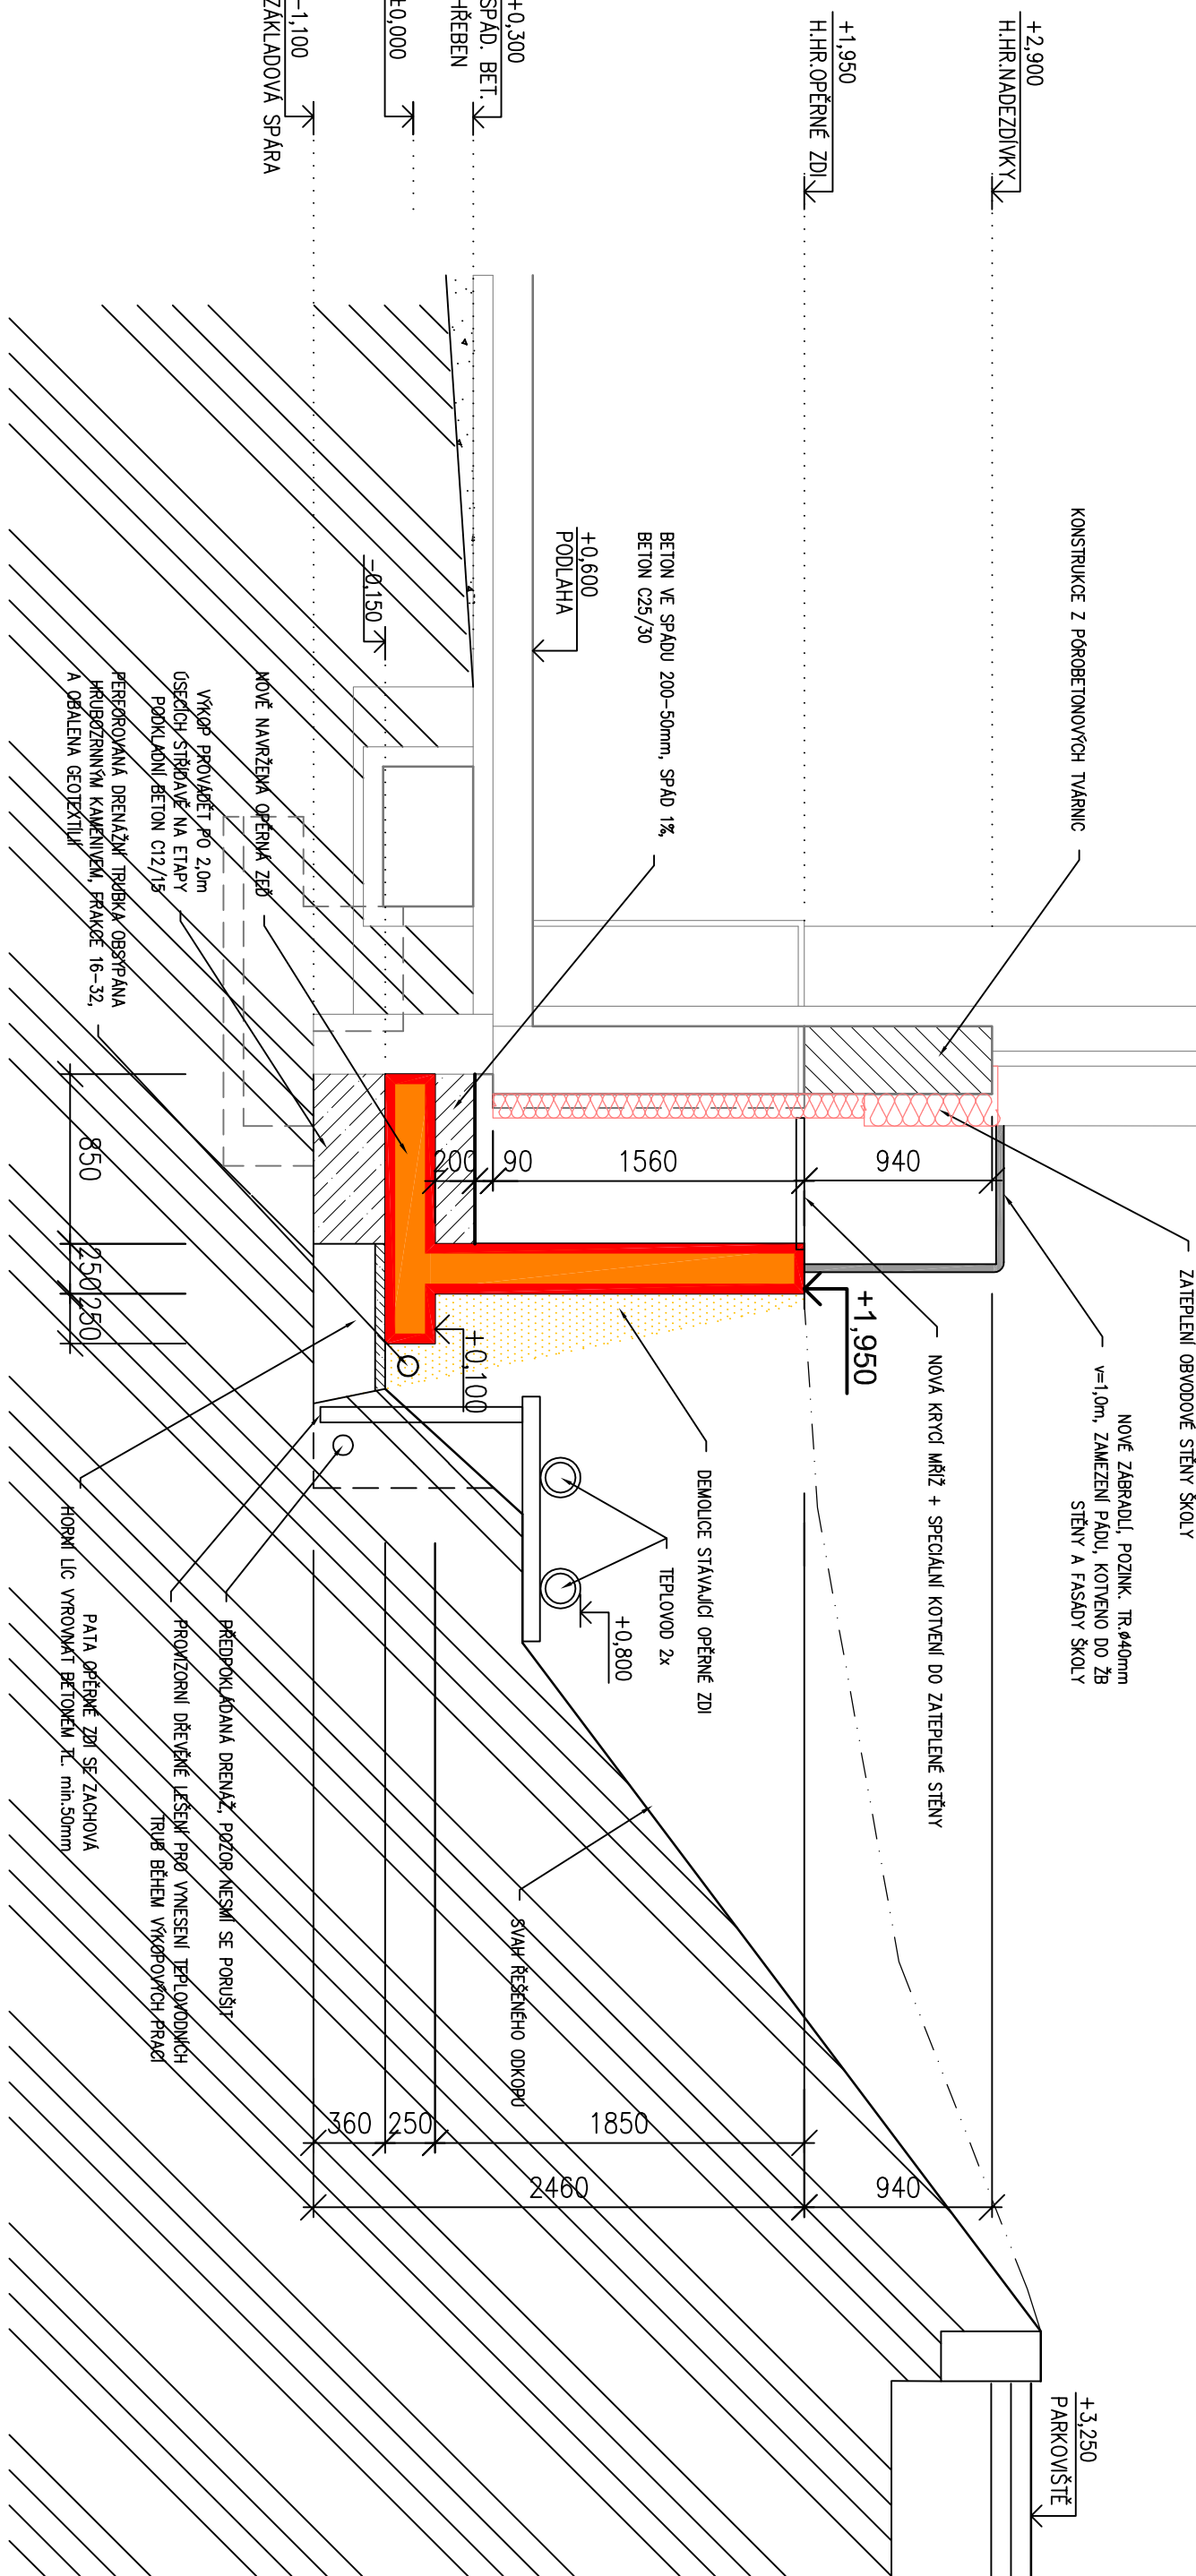 +2,900
H.HR.NADEZDÍVKY
+1,950
H.HR.OPĚRNÉ ZDI
+0,300
SPÁD. BET.
HŘEBEN
±0,000
-1,100
ZÁKLADOVÁ SPÁRA
KONSTRUKCE Z PÓROBETONOVÝCH TVÁRNIC
BETON VE SPÁDU 200-50mm, SPÁD 1%,
BETON C25/30
+0,600
PODLAHA
-0,150
NOVĚ NAVRŽENA OPĚRNÁ ZEĎ
VÝKOP PROVÁDĚT PO 2,0m
ÚSECÍCH STŘÍDAVĚ NA ETAPY
PODKLADNÍ BETON C12/15
PERFOROVANÁ DRENÁŽNÍ TRUBKA OBSYPÁNA
HRUBOZRNNÝM KAMENIVEM, FRAKCE 16-32,
A OBALENA GEOTEXTÍLIÍ
ZATEPLENÍ OBVODOVÉ STĚNY ŠKOLY
NOVÉ ZÁBRADLÍ, POZINK. TR.ø40mm
v=1,0m, ZAMEZENÍ PÁDU, KOTVENO DO ŽB
STĚNY A FASÁDY ŠKOLY
NOVÁ KRYCÍ MŘÍŽ + SPECIÁLNÍ KOTVENÍ DO ZATEPLENÉ STĚNY
+1,950
940
1560
90
200
850
250
250
+0,100
DEMOLICE STÁVAJÍCÍ OPĚRNÉ ZDI
TEPLOVOD 2x
+0,800
SVAH ŘEŠENÉHO ODKOPU
PŘEDPOKLÁDANÁ DRENÁŽ, POZOR NESMÍ SE PORUŠIT
PROVIZORNÍ DŘEVĚNÉ LEŠENÍ PRO VYNESENÍ TEPLOVODNÍCH
TRUB BĚHEM VÝKOPOVÝCH PRACÍ
PATA OPĚRNÉ ZDI SE ZACHOVÁ
HORNÍ LÍC VYROVNAT BETONEM TL. min.50mm
940
2460
1850
250
360
+3,250
PARKOVIŠTĚ